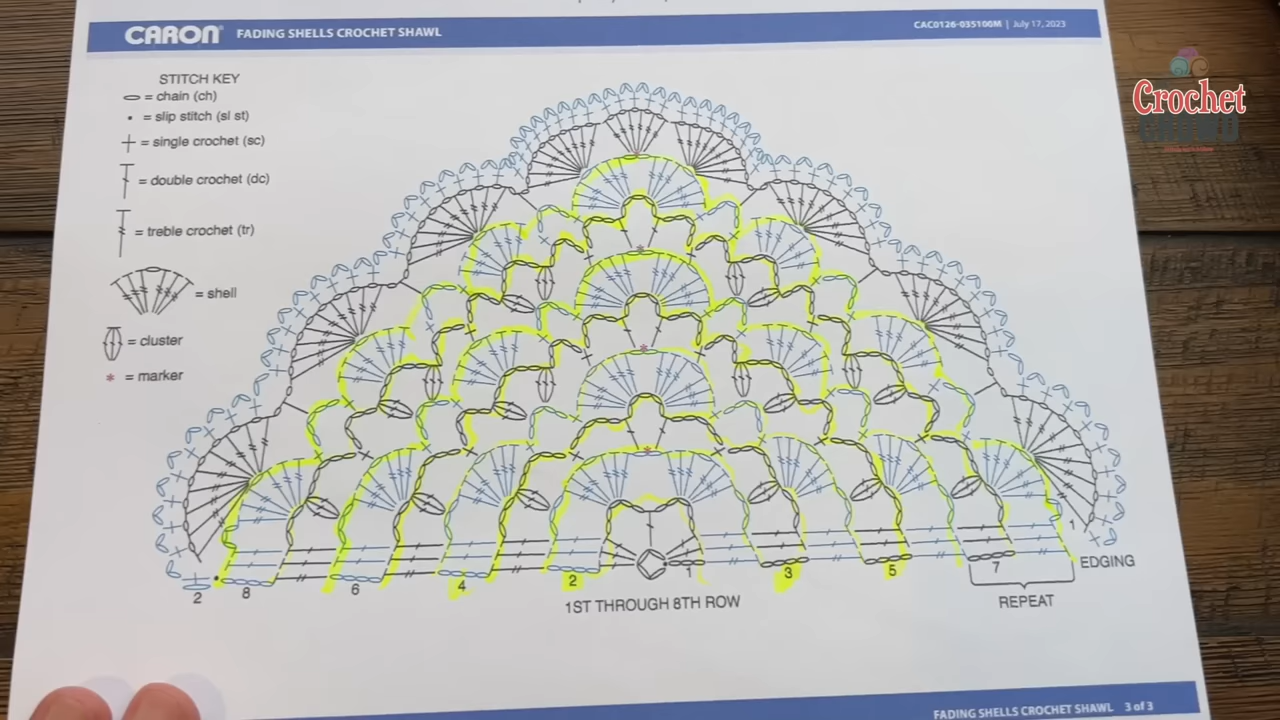 CARON® FADING SHELLS CROCHET SHAWL
CAC0126-035100M | July 17, 2023
Crochet
CROWD
STITCH KEY
= chain (ch)
= slip stitch (sl st)
= single crochet (sc)
= double crochet (dc)
= treble crochet (tr)
= shell
= cluster
* = marker
1
EDGING
2 8 6 4 2 1 3 5 7
REPEAT
1ST THROUGH 8TH ROW
FADING SHELLS CROCHET SHAWL 3 of 3